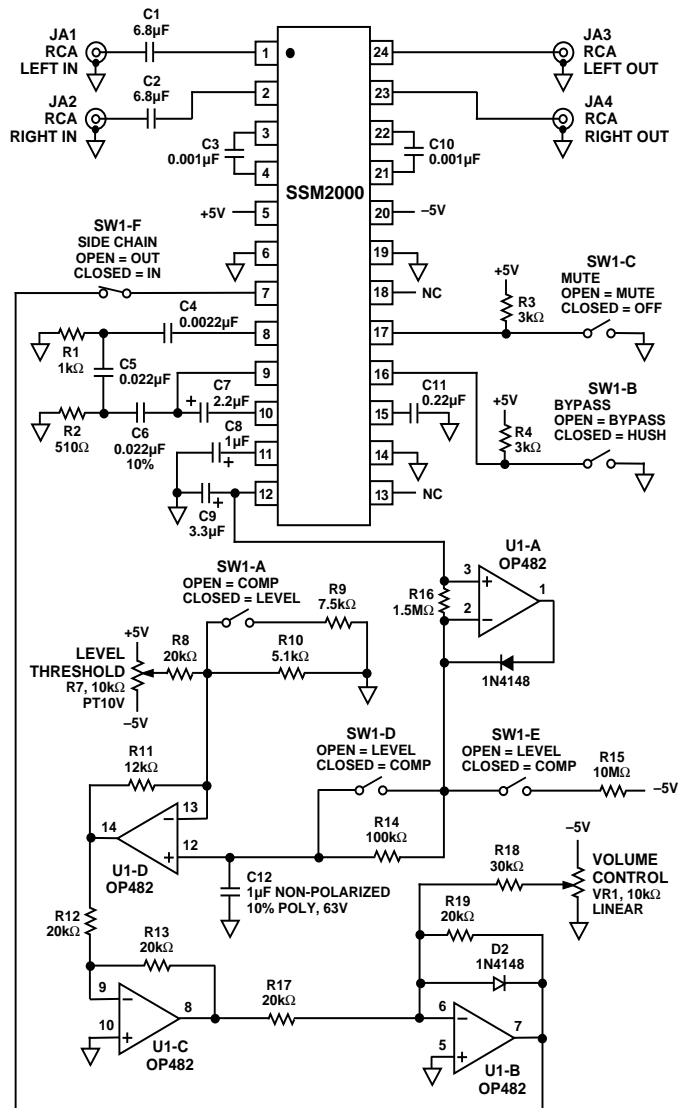 C1
6.8µF
JA1
RCA
LEFT IN
C2
6.8µF
JA2
RCA
RIGHT IN
C3
0.001µF
+5V
SW1-F
SIDE CHAIN
OPEN = OUT
CLOSED = IN
C4
0.0022µF
R1
1kΩ
C5
0.022µF
R2
510Ω
C6
0.022µF
10%
C7
2.2µF
+
C8
1µF
+
C9
3.3µF
+
1
2
3
4
5
6
7
8
9
10
11
12
SSM2000
24
23
22
21
20
19
18
17
16
15
14
13
JA3
RCA
LEFT OUT
JA4
RCA
RIGHT OUT
C10
0.001µF
–5V
NC
SW1-C
MUTE
OPEN = MUTE
CLOSED = OFF
+5V
R3
3kΩ
SW1-B
BYPASS
OPEN = BYPASS
CLOSED = HUSH
+5V
R4
3kΩ
C11
0.22µF
NC
U1-A
OP482
3
+
1
2
–
R16
1.5MΩ
1N4148
SW1-A
OPEN = COMP
CLOSED = LEVEL
R9
7.5kΩ
R10
5.1kΩ
+5V
R8
20kΩ
LEVEL
THRESHOLD
R7, 10kΩ
PT10V
–5V
SW1-D
OPEN = LEVEL
CLOSED = COMP
SW1-E
OPEN = LEVEL
CLOSED = COMP
R15
10MΩ
–5V
R11
12kΩ
13
–
14
12
+
U1-D
OP482
R14
100kΩ
C12
1µF NON-POLARIZED
10% POLY, 63V
–5V
R18
30kΩ
VOLUME
CONTROL
VR1, 10kΩ
LINEAR
R19
20kΩ
D2
1N4148
R12
20kΩ
R13
20kΩ
9
–
8
10
+
U1-C
OP482
R17
20kΩ
6
–
7
5
+
U1-B
OP482